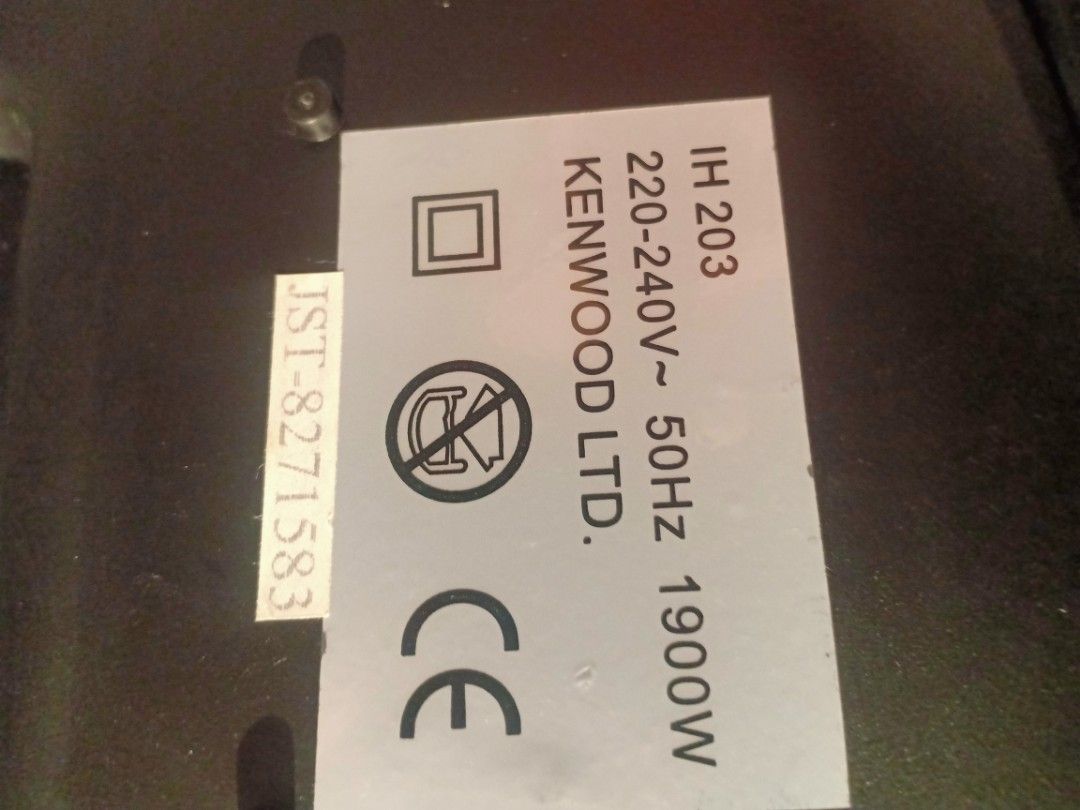 IH 203
220-240V~ 50Hz 1900W
KENWOOD LTD.
CE
JST-8271583